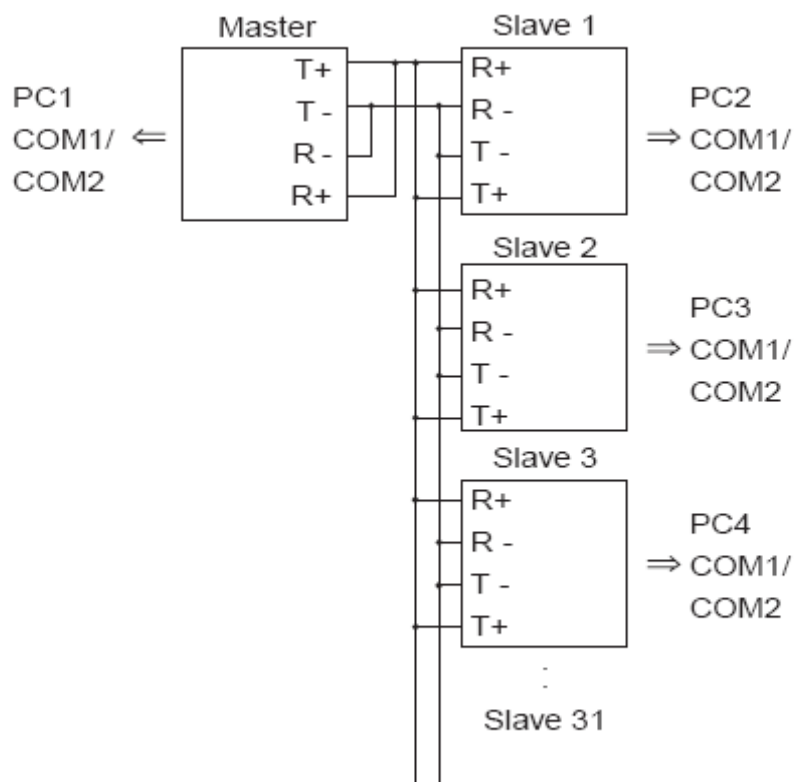 Master
T+
T -
R -
R+
PC1
COM1/
COM2
Slave 1
R+
R -
T -
T+
PC2
COM1/
COM2
Slave 2
R+
R -
T -
T+
PC3
COM1/
COM2
Slave 3
R+
R -
T -
T+
PC4
COM1/
COM2
Slave 31